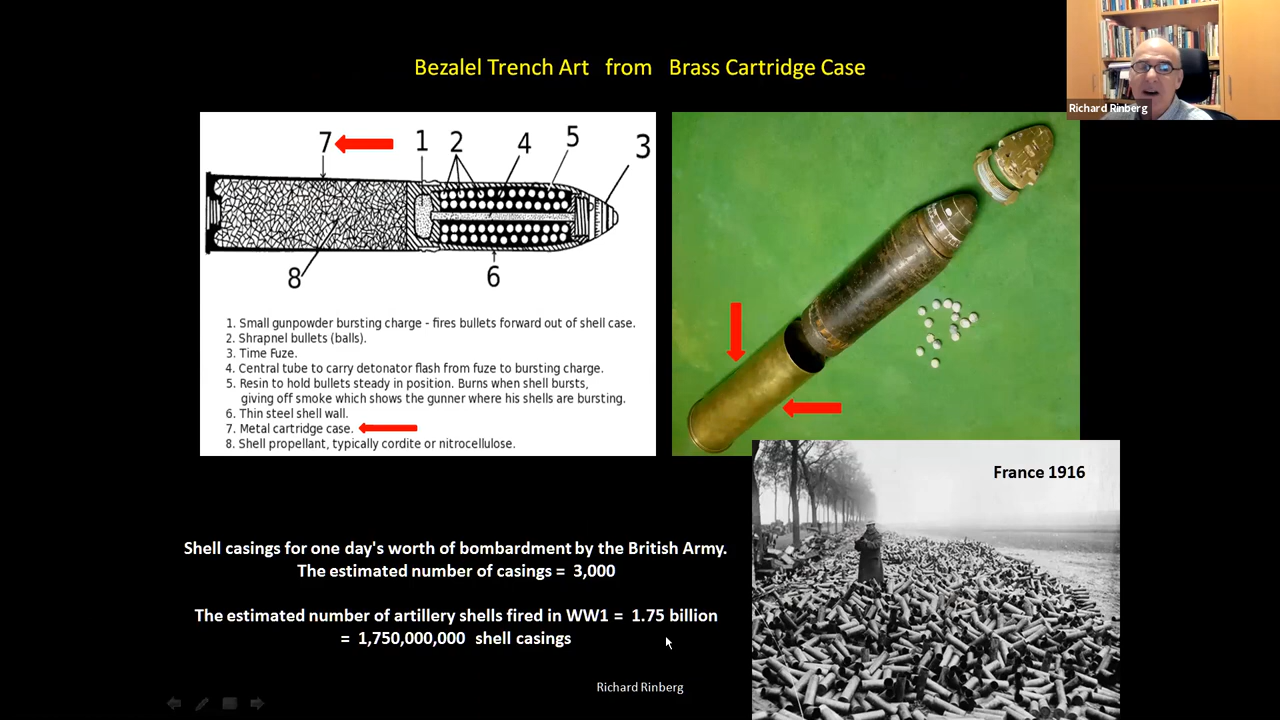 Bezalel Trench Art from Brass Cartridge Case
Richard Rinberg
7 1 2 4 5 3
8 6
1. Small gunpowder bursting charge - fires bullets forward out of shell case.
2. Shrapnel bullets (balls).
3. Time Fuze.
4. Central tube to carry detonator flash from fuze to bursting charge.
5. Resin to hold bullets steady in position. Burns when shell bursts,
giving off smoke which shows the gunner where his shells are bursting.
6. Thin steel shell wall.
7. Metal cartridge case.
8. Shell propellant, typically cordite or nitrocellulose.
France 1916
Shell casings for one day's worth of bombardment by the British Army.
The estimated number of casings = 3,000
The estimated number of artillery shells fired in WW1 = 1.75 billion
= 1,750,000,000 shell casings
Richard Rinberg